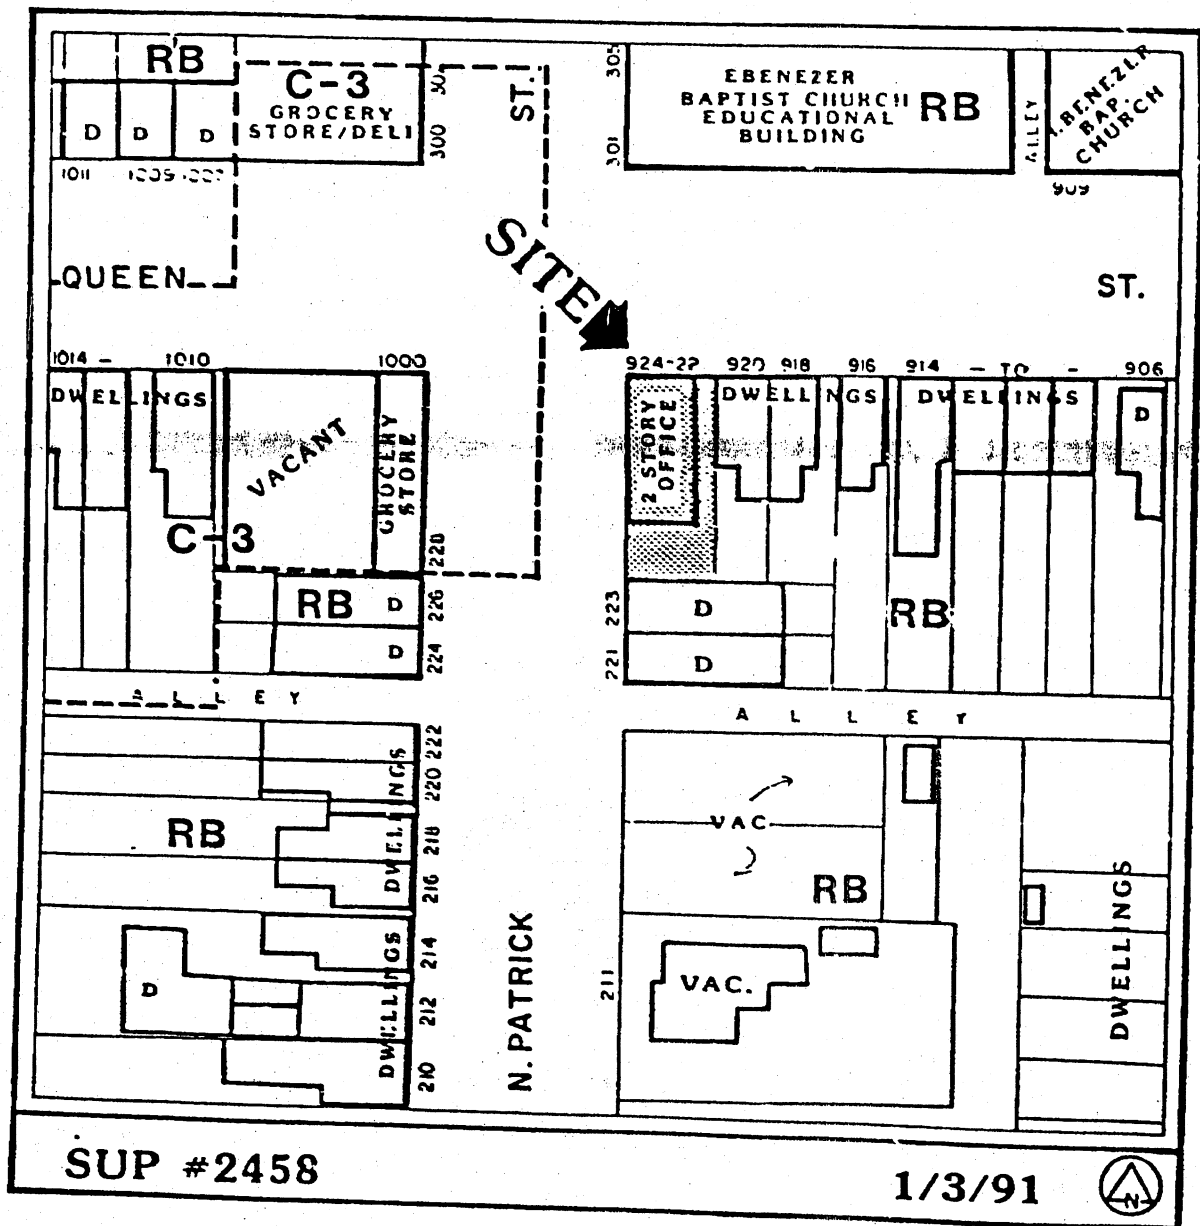 RB
C-3
GROCERY
STORE/DELI
D D D
1011
300
ST.
305
301
EBENEZER
BAPTIST CHURCH
EDUCATIONAL
BUILDING
RB
ALLEY
BAP.
CHURCH
909
QUEEN
SITE
ST.
1014 - 1010 1000
DWELLINGS
VACANT
GROCERY
STORE
C-3
228
RB D
226
D
224
924-22 920 918 916 914 - TO - 906
2 STORY
OFFICE
DWELLINGS
DWELLINGS
D
223
D
RB
221
D
ALLEY
ALLEY
222
220
DWELLINGS
RB
218
216
214
D
DWELLINGS
212
210
N. PATRICK
VAC
RB
211
VAC.
DWELLINGS
SUP #2458
1/3/91
N